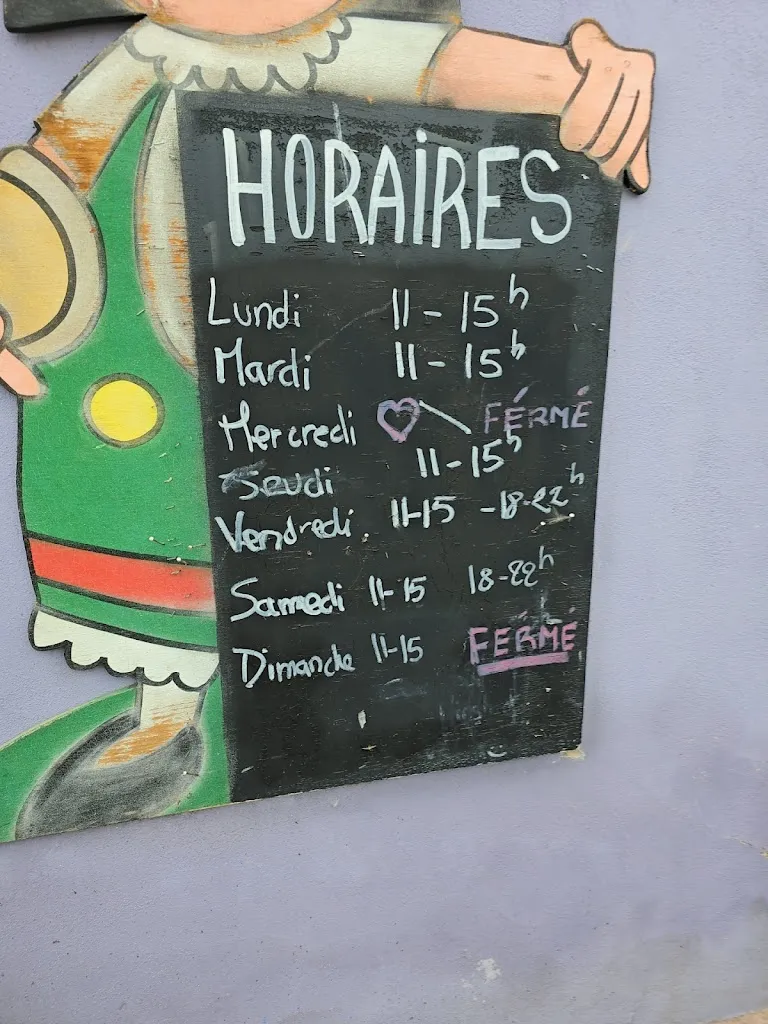 HORAIRES
Lundi 11 - 15h
Mardi 11 - 15h
Mercredi FÉRMÉ
Jeudi 11 - 15h
Vendredi 11-15 - 18-22h
Samedi 11-15 18-22h
Dimanche 11-15 FÉRMÉ